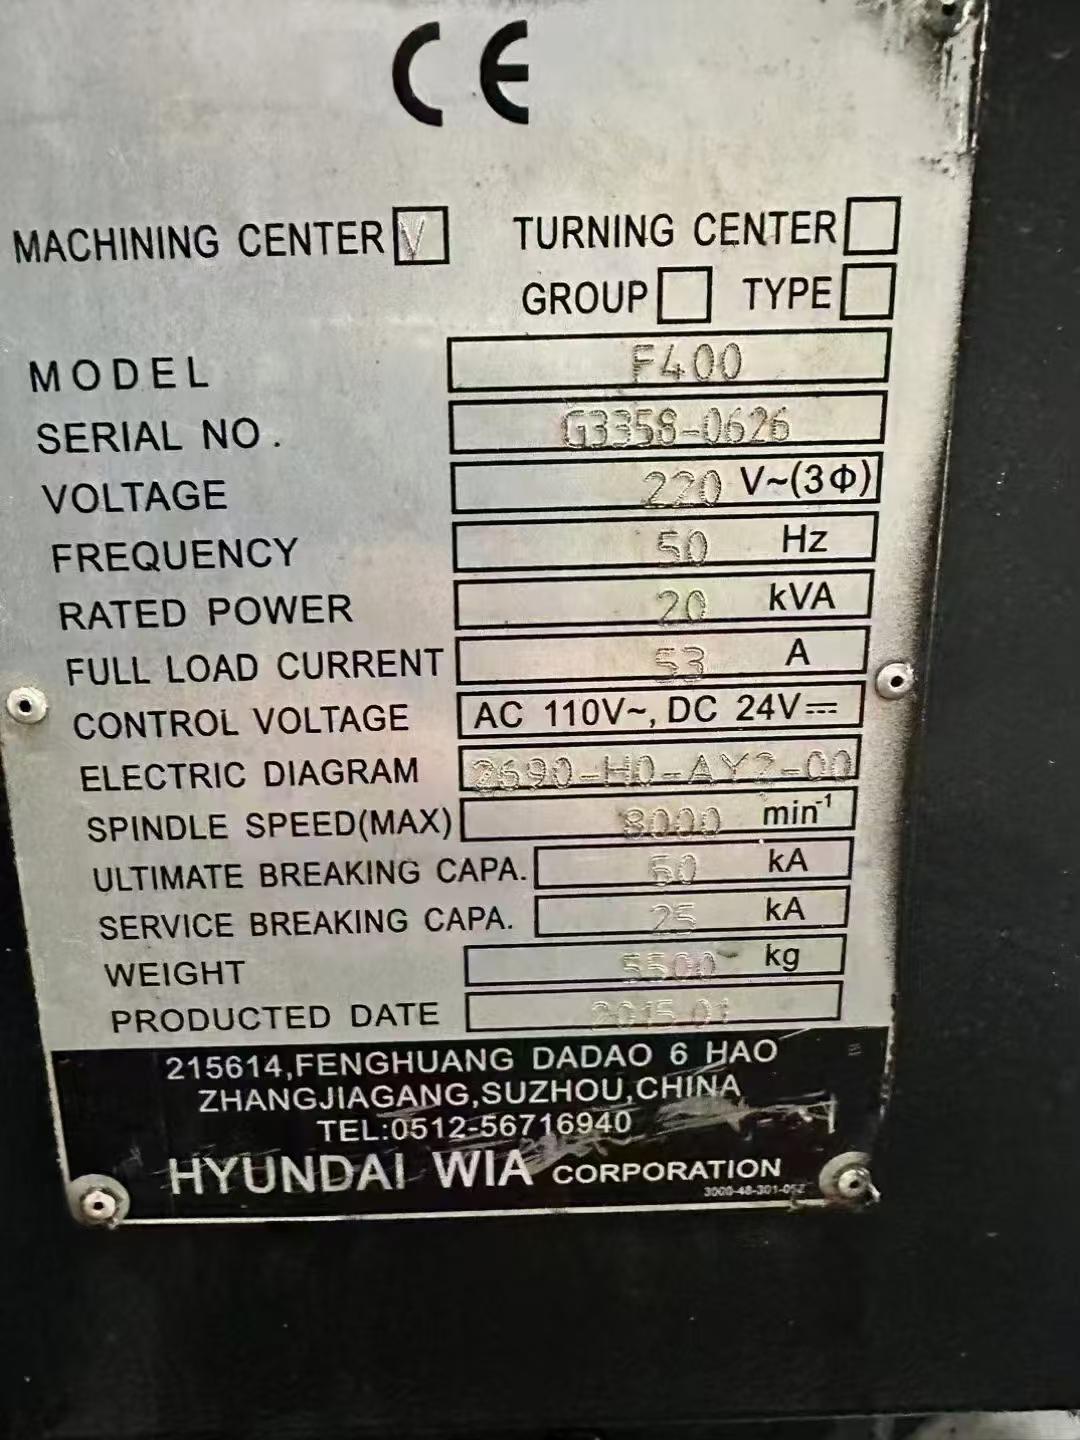 CE
MACHINING CENTER V TURNING CENTER
GROUP TYPE
MODEL F400
SERIAL NO. G3358-0626
VOLTAGE 220 V~(3Φ)
FREQUENCY 50 Hz
RATED POWER 20 kVA
FULL LOAD CURRENT 53 A
CONTROL VOLTAGE AC 110V~, DC 24V⎓
ELECTRIC DIAGRAM 2690-H0-AY2-00
SPINDLE SPEED(MAX) 8000 min⁻¹
ULTIMATE BREAKING CAPA. kA
SERVICE BREAKING CAPA. 25 kA
WEIGHT 5500 kg
PRODUCTED DATE 2015.01
215614,FENGHUANG DADAO 6 HAO
ZHANGJIAGANG,SUZHOU,CHINA
TEL:0512-56716940
HYUNDAI WIA CORPORATION